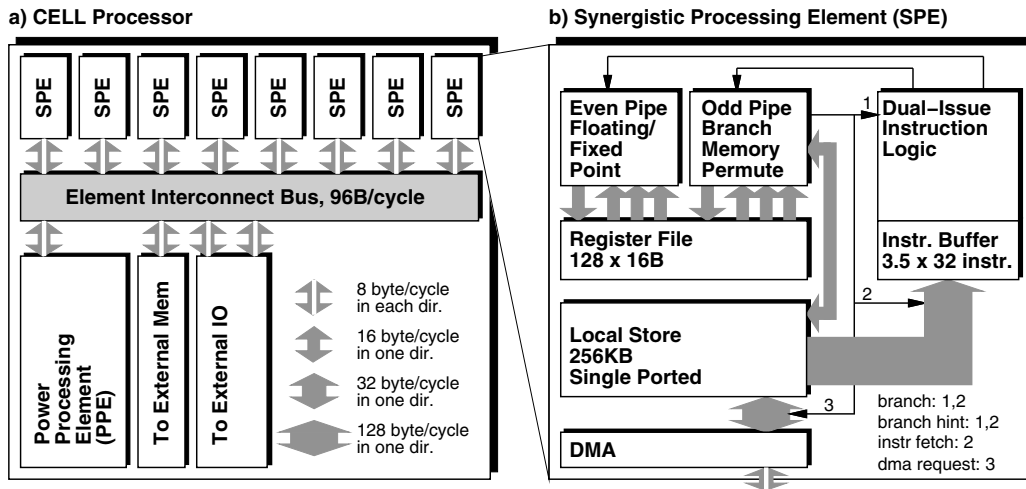 a) CELL Processor
SPE
SPE
SPE
SPE
SPE
SPE
SPE
SPE
Element Interconnect Bus, 96B/cycle
Power
Processing
Element
(PPE)
To External Mem
To External IO
8 byte/cycle
in each dir.
16 byte/cycle
in one dir.
32 byte/cycle
in one dir.
128 byte/cycle
in one dir.
b) Synergistic Processing Element (SPE)
Even Pipe
Floating/
Fixed
Point
Odd Pipe
Branch
Memory
Permute
1
Dual−Issue
Instruction
Logic
Register File
128 x 16B
Instr. Buffer
3.5 x 32 instr.
2
Local Store
256KB
Single Ported
3
DMA
branch: 1,2
branch hint: 1,2
instr fetch: 2
dma request: 3